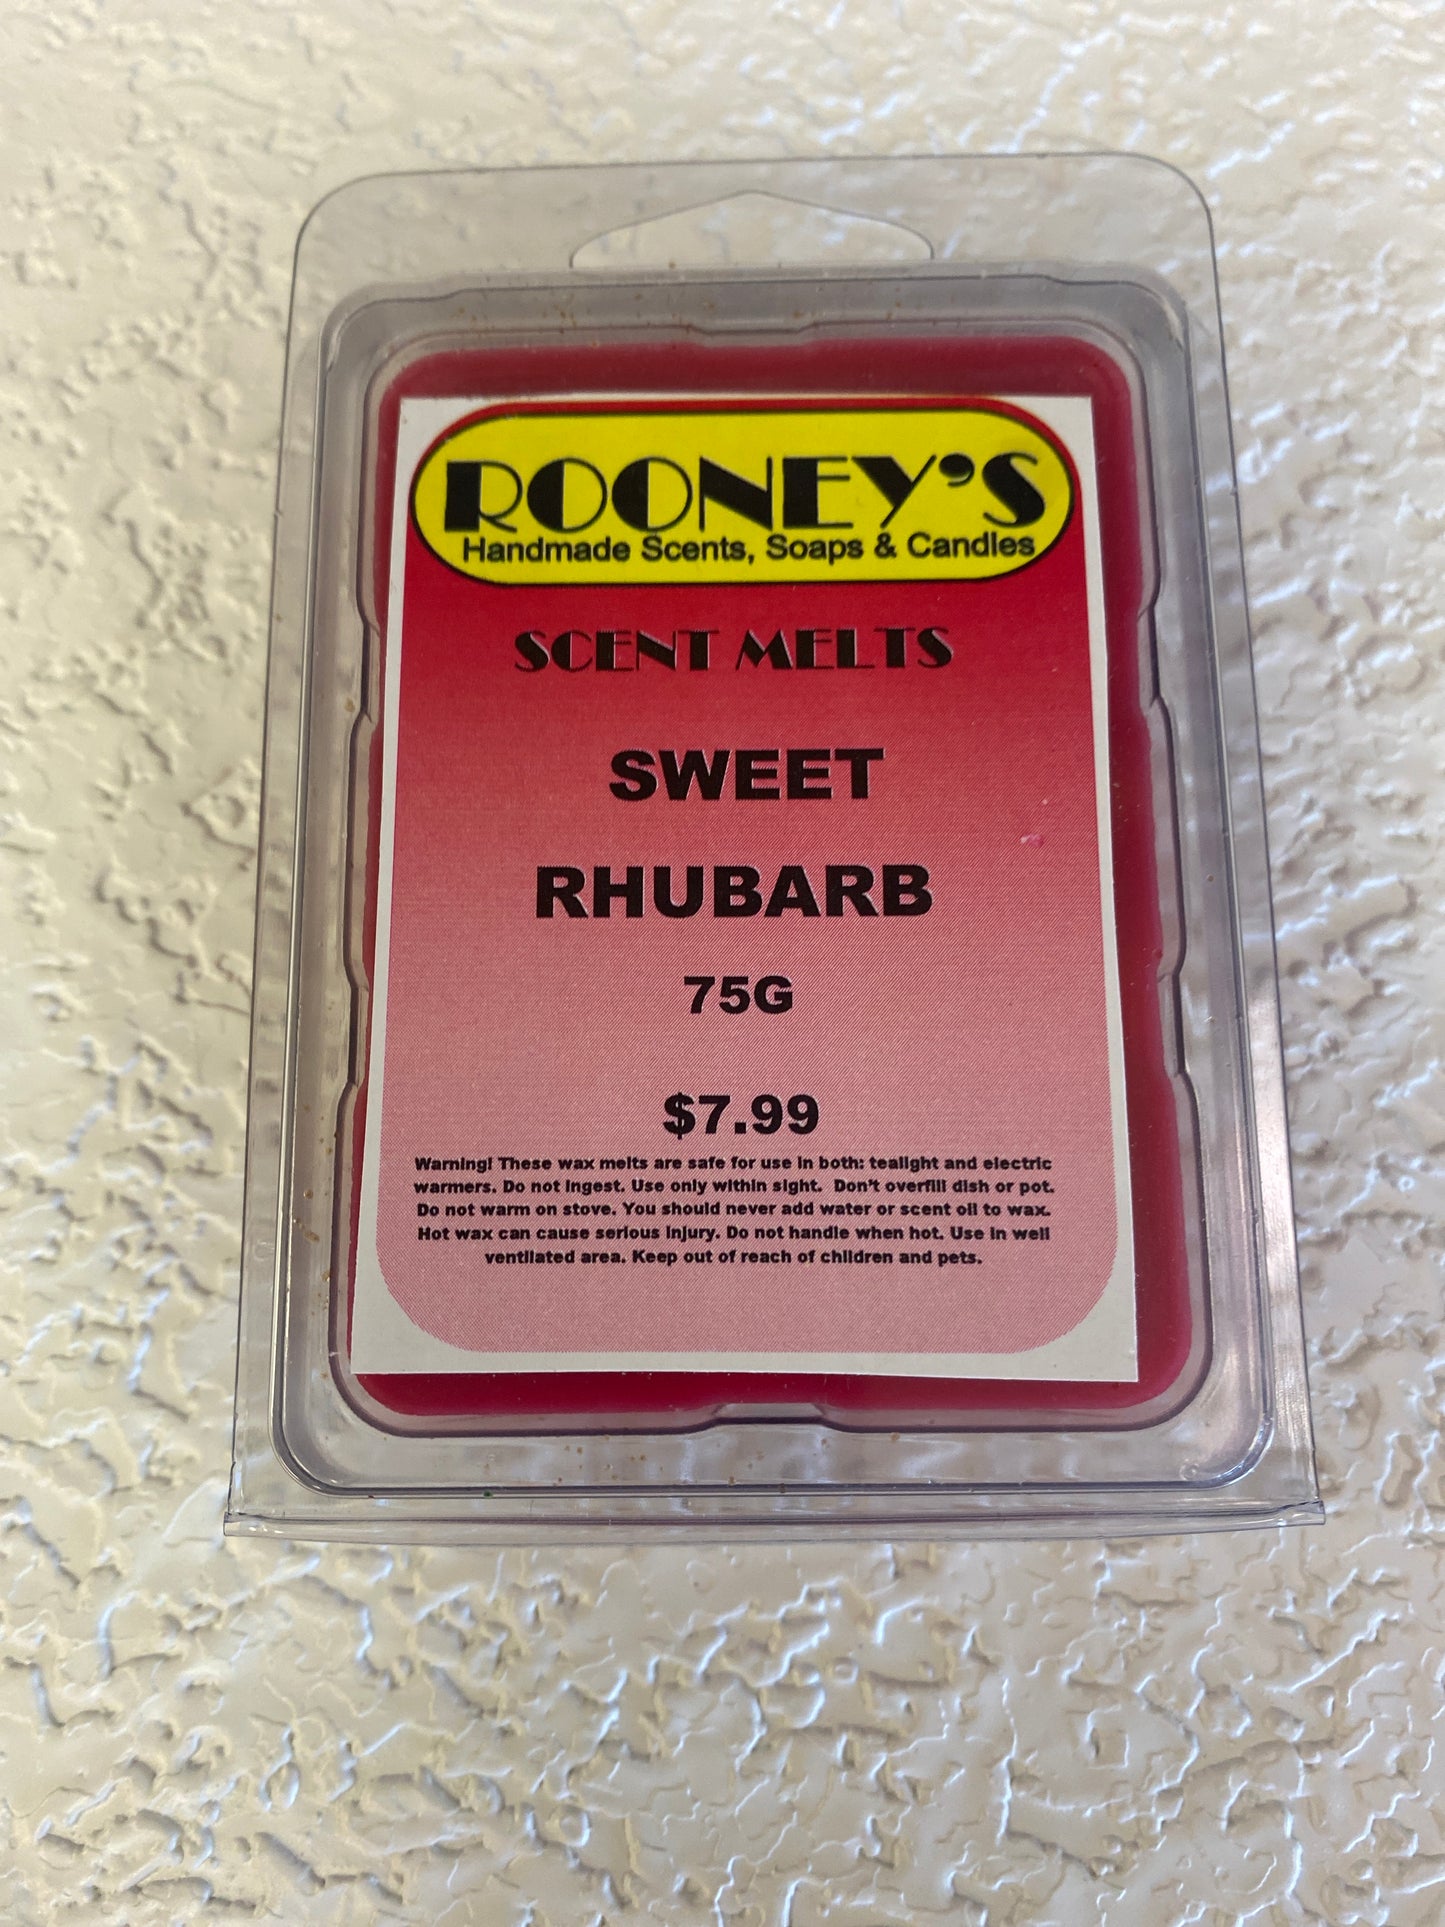 ROONEY'S
Handmade Scents, Soaps & Candles
SCENT MELTS
SWEET
RHUBARB
75G
$7.99
Warning! These wax melts are safe for use in both: tealight and electric
warmers. Do not ingest. Use only within sight.  Don't overfill dish or pot.
Do not warm on stove. You should never add water or scent oil to wax.
Hot wax can cause serious injury. Do not handle when hot. Use in well
ventilated area. Keep out of reach of children and pets.